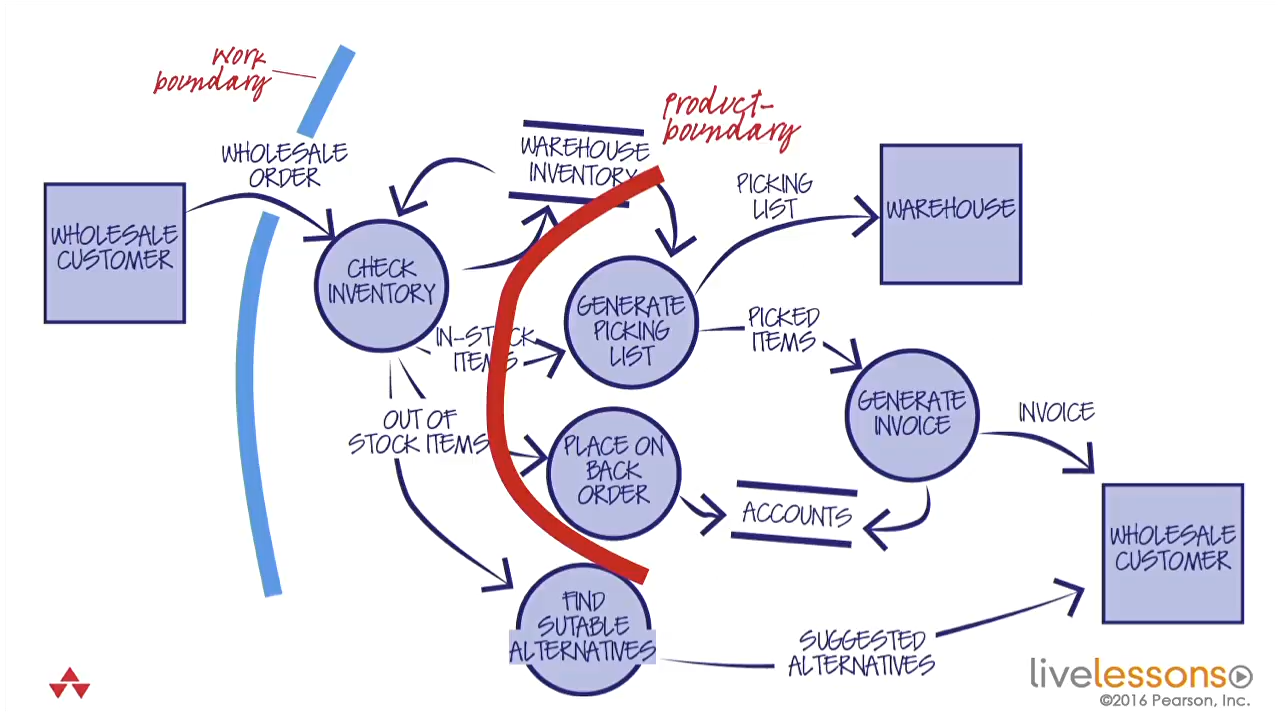 Work
boundary
Product-
boundary
WHOLESALE
ORDER
WAREHOUSE
INVENTORY
PICKING
LIST
WHOLESALE
CUSTOMER
WAREHOUSE
CHECK
INVENTORY
GENERATE
PICKING
LIST
IN-STOCK
ITEMS
PICKED
ITEMS
OUT OF
STOCK ITEMS
GENERATE
INVOICE
INVOICE
PLACE ON
BACK
ORDER
ACCOUNTS
WHOLESALE
CUSTOMER
FIND
SUTABLE
ALTERNATIVES
SUGGESTED
ALTERNATIVES
livelessons
©2016 Pearson, Inc.